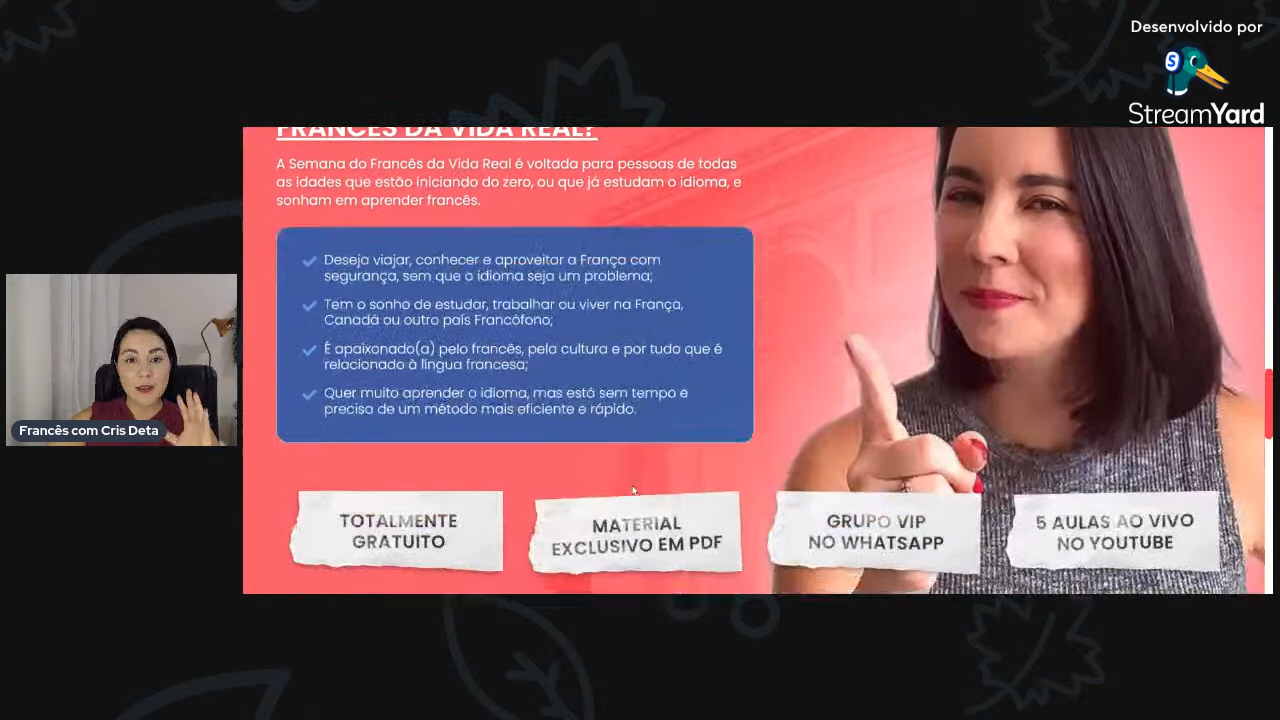 Desenvolvido por
StreamYard
FRANCÊS DA VIDA REAL?
A Semana do Francês da Vida Real é voltada para pessoas de todas
as idades que estão iniciando do zero, ou que já estudam o idioma, e
sonham em aprender francês.
Deseja viajar, conhecer e aproveitar a França com
segurança, sem que o idioma seja um problema;
Tem o sonho de estudar, trabalhar ou viver na França,
Canadá ou outro país Francófono;
É apaixonado(a) pelo francês, pela cultura e por tudo que é
relacionado à língua francesa;
Quer muito aprender o idioma, mas está sem tempo e
precisa de um método mais eficiente e rápido.
Francês com Cris Deta
TOTALMENTE
GRATUITO
MATERIAL
EXCLUSIVO EM PDF
GRUPO VIP
NO WHATSAPP
5 AULAS AO VIVO
NO YOUTUBE